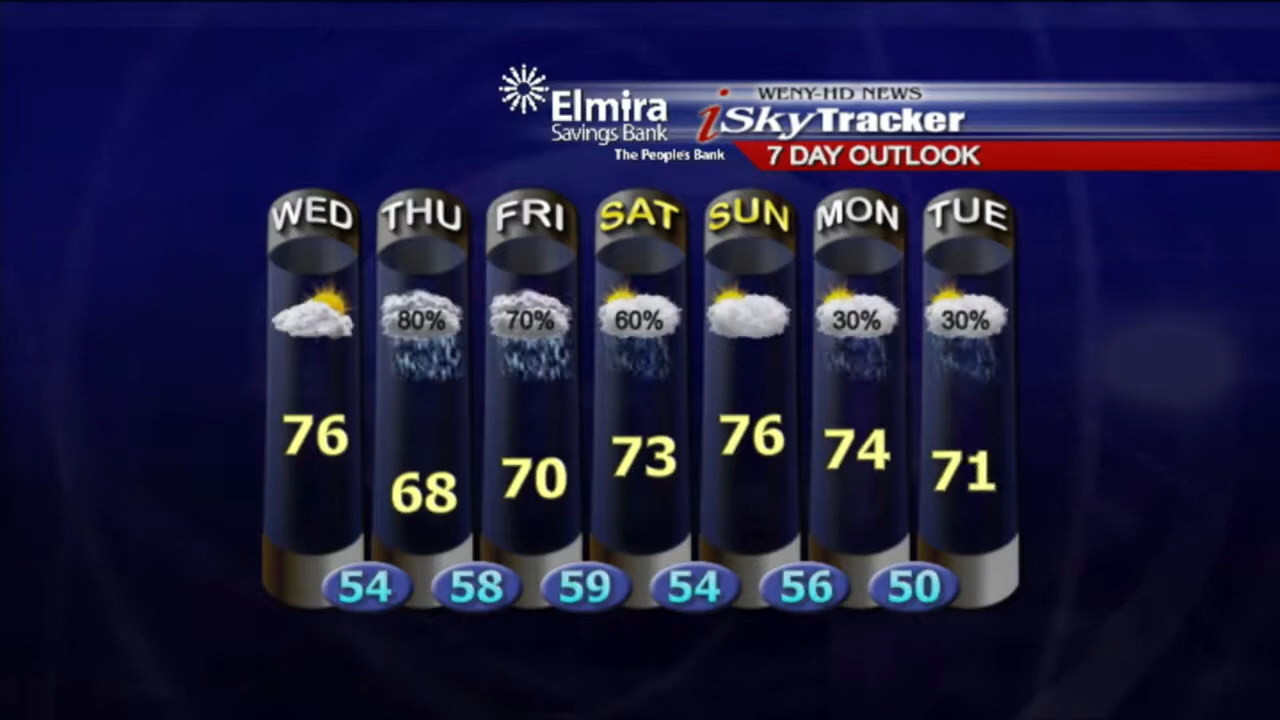 Elmira
Savings Bank
The People's Bank
WENY-HD NEWS
iSkyTracker
7 DAY OUTLOOK
WED THU FRI SAT SUN MON TUE
80% 70% 60% 30% 30%
76 68 70 73 76 74 71
54 58 59 54 56 50